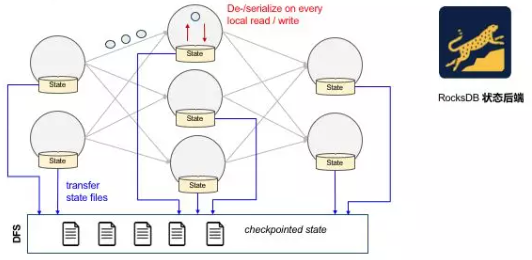 De-/serialize on every
local read / write
State
State
State
State
State
State
State
RocksDB 状态后端
transfer
state files
DFS
checkpointed state